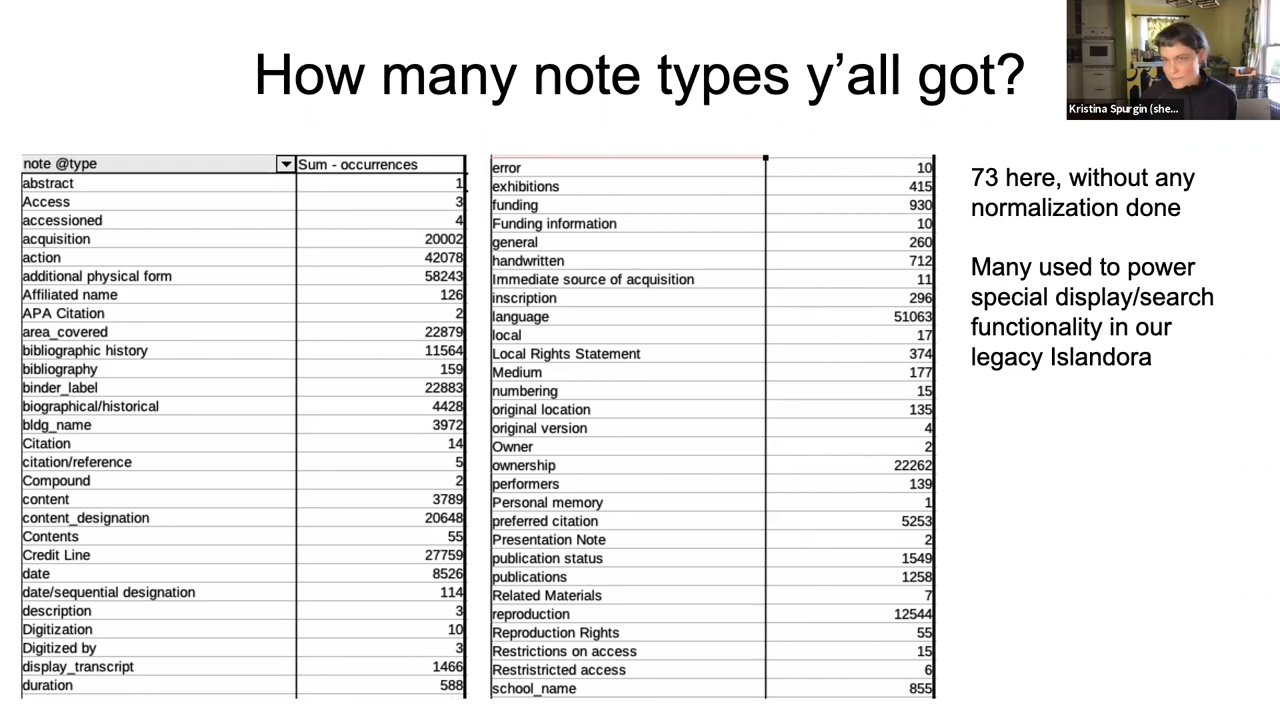 How many note types y'all got?
Kristina Spurgin (she...
note @type Sum - occurrences
abstract 1
Access 3
accessioned 4
acquisition 20002
action 42078
additional physical form 58243
Affiliated name 126
APA Citation 2
area_covered 22879
bibliographic history 11564
bibliography 159
binder_label 22883
biographical/historical 4428
bldg_name 3972
Citation 14
citation/reference 5
Compound 2
content 3789
content_designation 20648
Contents 55
Credit Line 27759
date 8526
date/sequential designation 114
description 3
Digitization 10
Digitized by 3
display_transcript 1466
duration 588
error 10
exhibitions 415
funding 930
Funding information 10
general 260
handwritten 712
Immediate source of acquisition 11
inscription 296
language 51063
local 17
Local Rights Statement 374
Medium 177
numbering 15
original location 135
original version 4
Owner 2
ownership 22262
performers 139
Personal memory 1
preferred citation 5253
Presentation Note 2
publication status 1549
publications 1258
Related Materials 7
reproduction 12544
Reproduction Rights 55
Restrictions on access 15
Restristricted access 6
school_name 855
73 here, without any
normalization done
Many used to power
special display/search
functionality in our
legacy Islandora